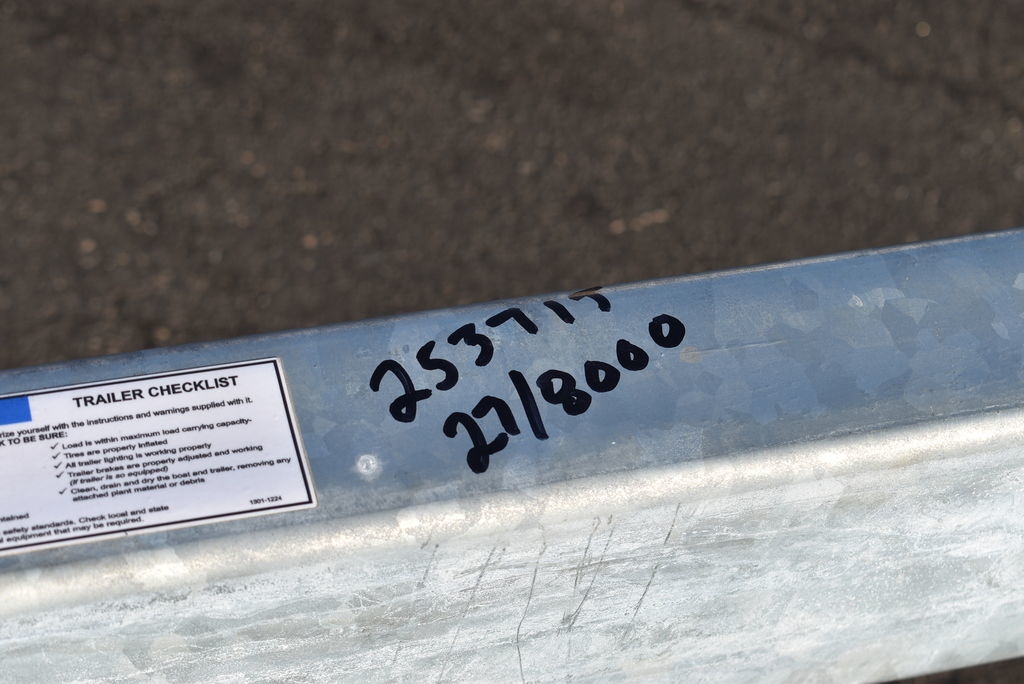 TRAILER CHECKLIST
rize yourself with the instructions and warnings supplied with it.
K TO BE SURE:
✓ Load is within maximum load carrying capacity-
✓ Tires are properly inflated
✓ All trailer lighting is working properly
✓ Trailer brakes are properly adjusted and working
(if trailer is so equipped)
✓ Clean, drain and dry the boat and trailer, removing any
attached plant material or debris
1301-1224
ntained
safety standards. Check local and state
l equipment that may be required.
253717
27/8000